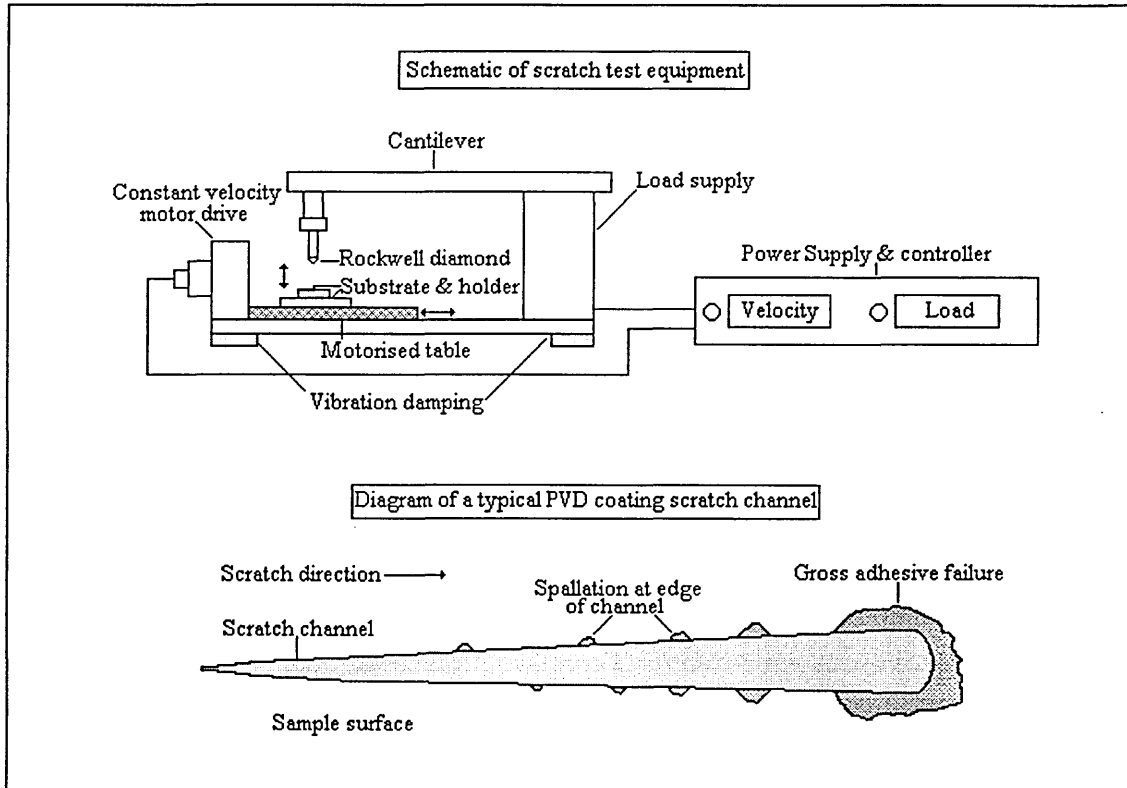 Schematic of scratch test equipment
Cantilever
Constant velocity
motor drive
Load supply
Rockwell diamond
Substrate & holder
Power Supply & controller
Velocity
Load
Motorised table
Vibration damping
Diagram of a typical PVD coating scratch channel
Scratch direction
Spallation at edge
of channel
Gross adhesive failure
Scratch channel
Sample surface